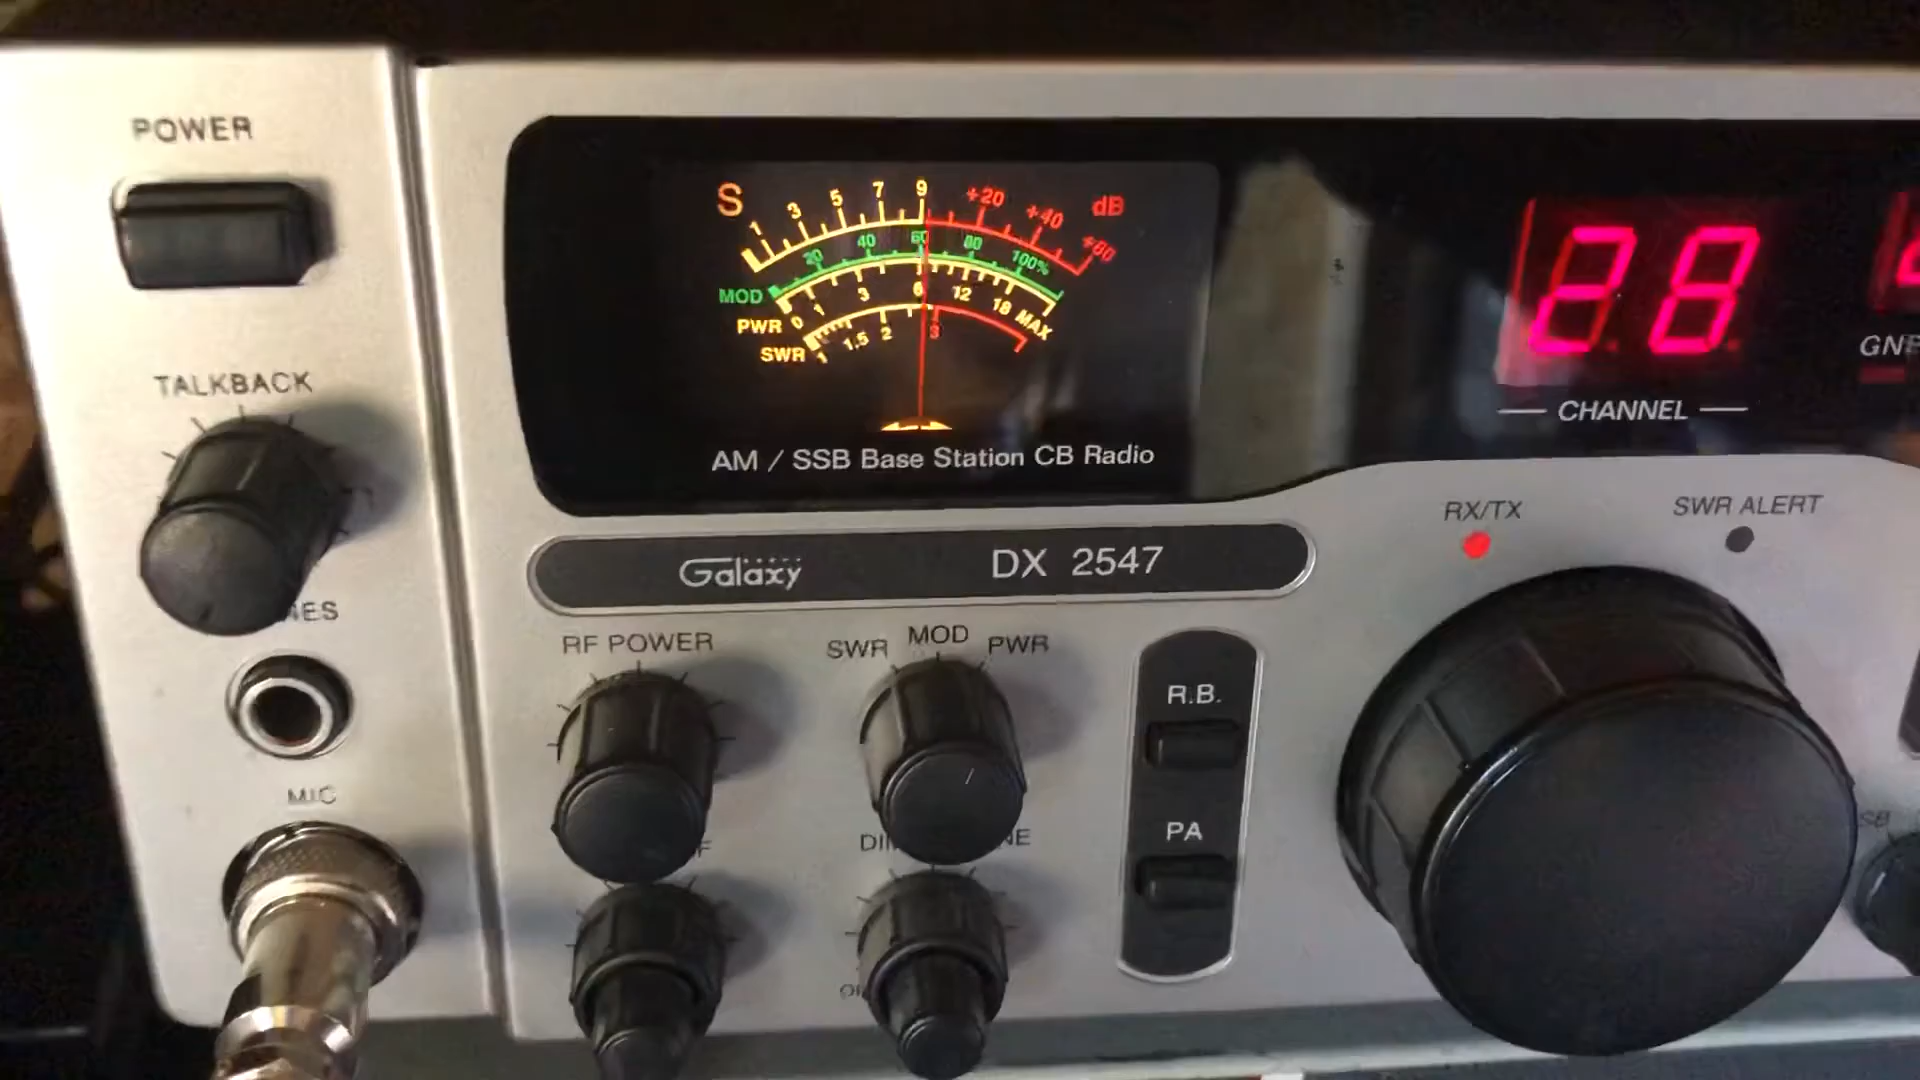 POWER
TALKBACK
MIC
S 1 3 5 7 9 +20 +40 +60 dB
MOD 20 40 60 80 100%
PWR 0 1 3 6 12 18 MAX
SWR 1 1.5 2 3
AM / SSB Base Station CB Radio
28
CHANNEL
Galaxy DX 2547
RX/TX SWR ALERT
RF POWER
SWR MOD PWR
R.B.
PA